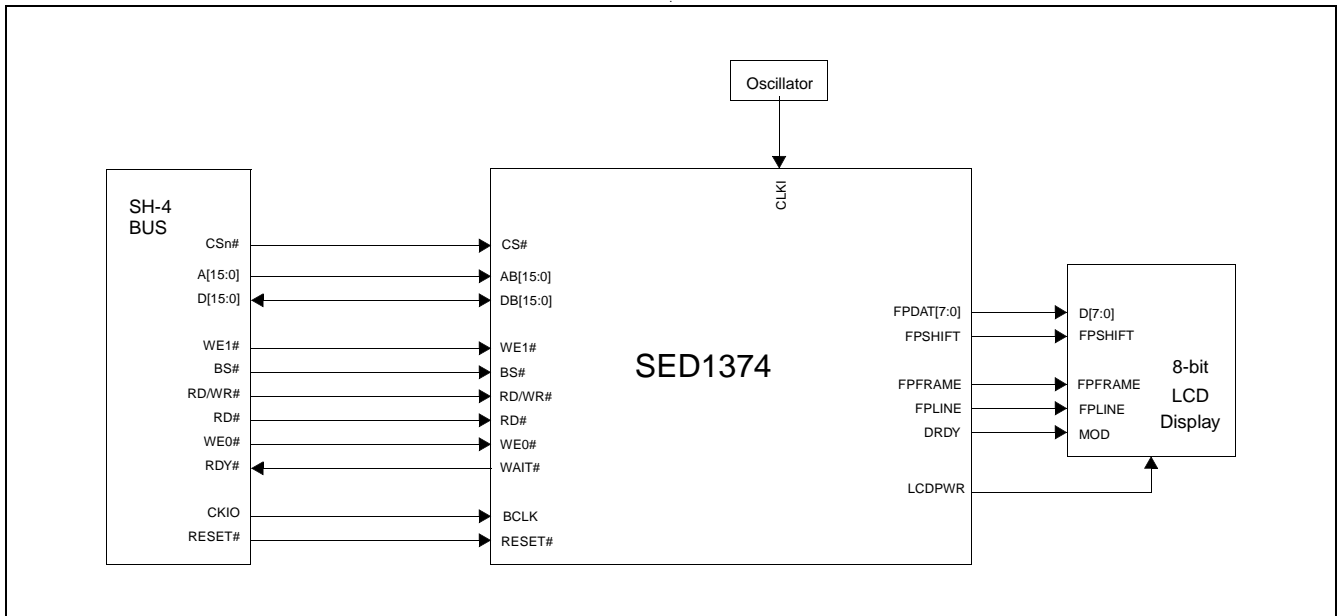 Oscillator
CLKI
SH-4
BUS
CSn#
A[15:0]
D[15:0]
WE1#
BS#
RD/WR#
RD#
WE0#
RDY#
CKIO
RESET#
CS#
AB[15:0]
DB[15:0]
WE1#
BS#
RD/WR#
RD#
WE0#
WAIT#
BCLK
RESET#
SED1374
FPDAT[7:0]
FPSHIFT
FPFRAME
FPLINE
DRDY
LCDPWR
D[7:0]
FPSHIFT
FPFRAME
FPLINE
MOD
8-bit
LCD
Display